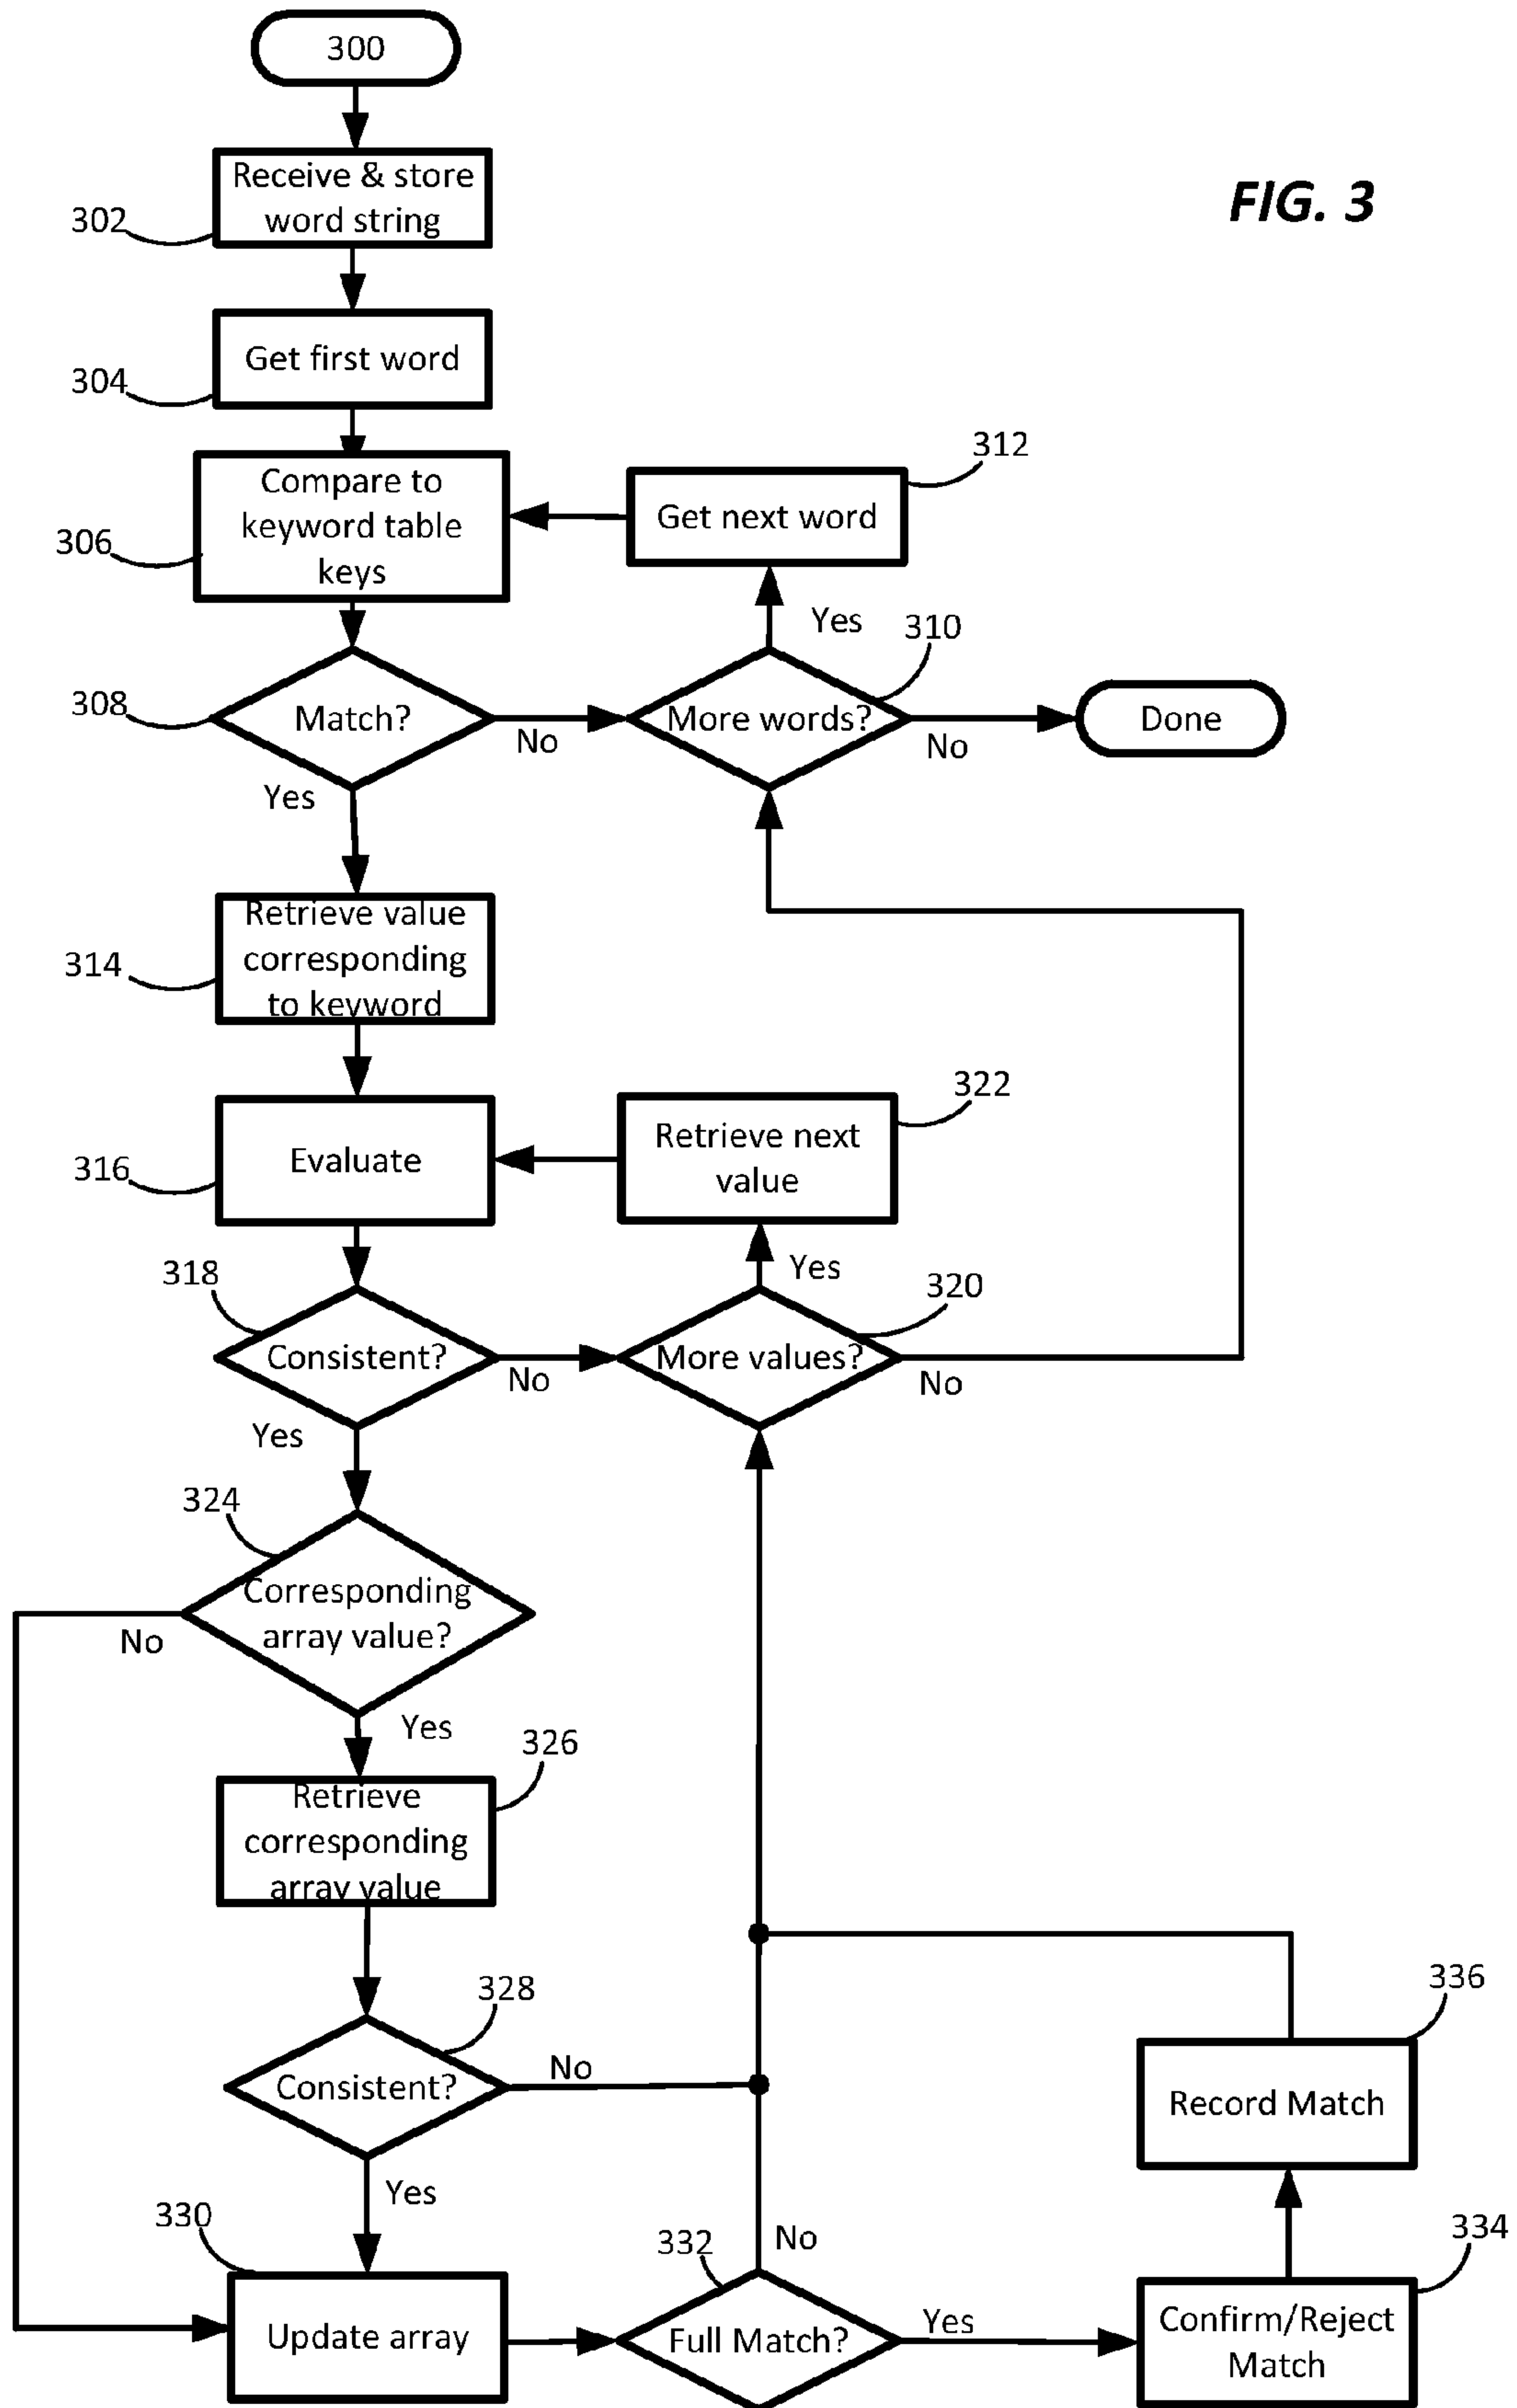 300
FIG. 3
Receive & store
word string
302
Get first word
304
312
Compare to
keyword table
keys
Get next word
306
Yes
310
308
Match?
More words?
Done
No
No
Yes
Retrieve value
corresponding
to keyword
314
322
Retrieve next
value
Evaluate
316
318
Yes
320
Consistent?
More values?
No
No
Yes
324
Corresponding
array value?
No
Yes
326
Retrieve
corresponding
array value
328
336
No
Consistent?
Record Match
Yes
330
332
No
334
Update array
Full Match?
Yes
Confirm/Reject
Match